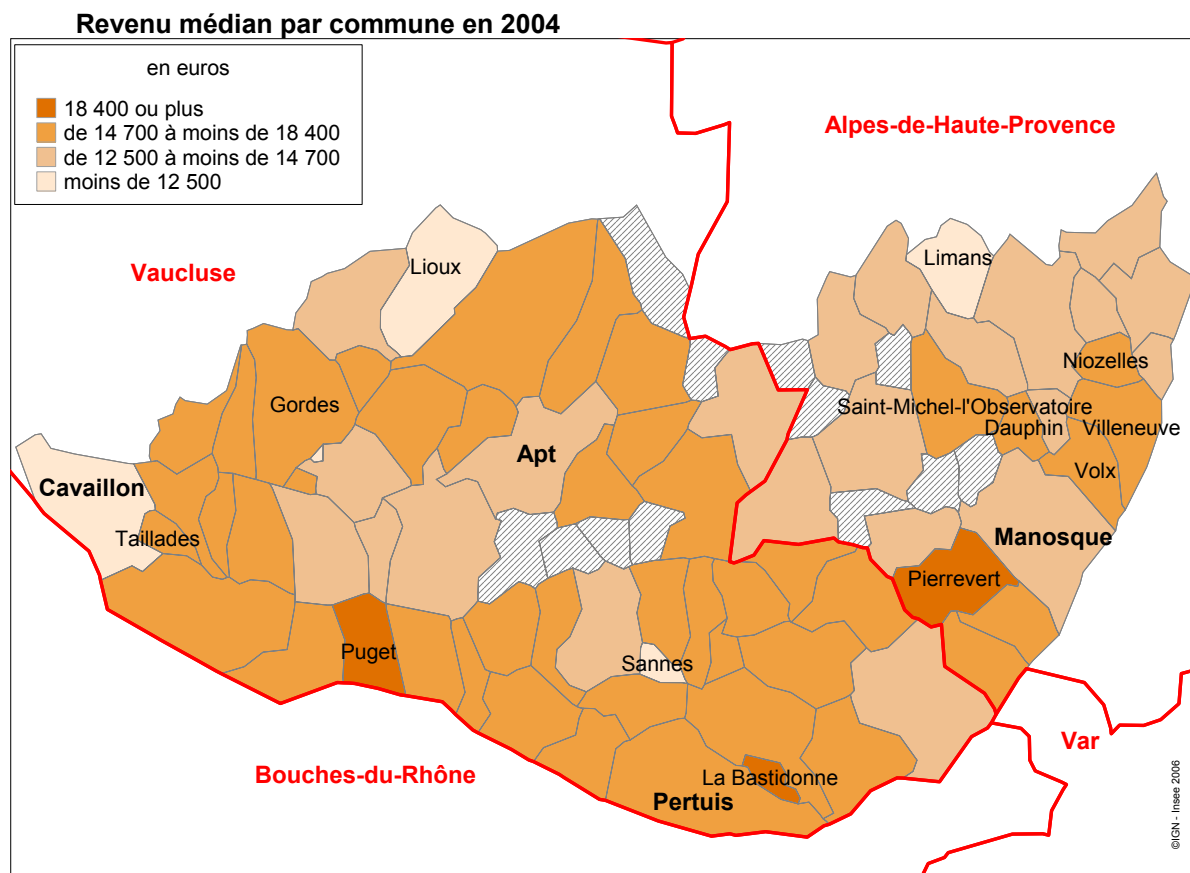 Revenu médian par commune en 2004
en euros
18 400 ou plus
de 14 700 à moins de 18 400
de 12 500 à moins de 14 700
moins de 12 500
Alpes-de-Haute-Provence
Vaucluse
Lioux
Limans
Niozelles
Gordes
Saint-Michel-l'Observatoire
Dauphin
Villeneuve
Apt
Volx
Cavaillon
Taillades
Manosque
Pierrevert
Puget
Sannes
Var
Bouches-du-Rhône
La Bastidonne
Pertuis
©IGN - Insee 2006